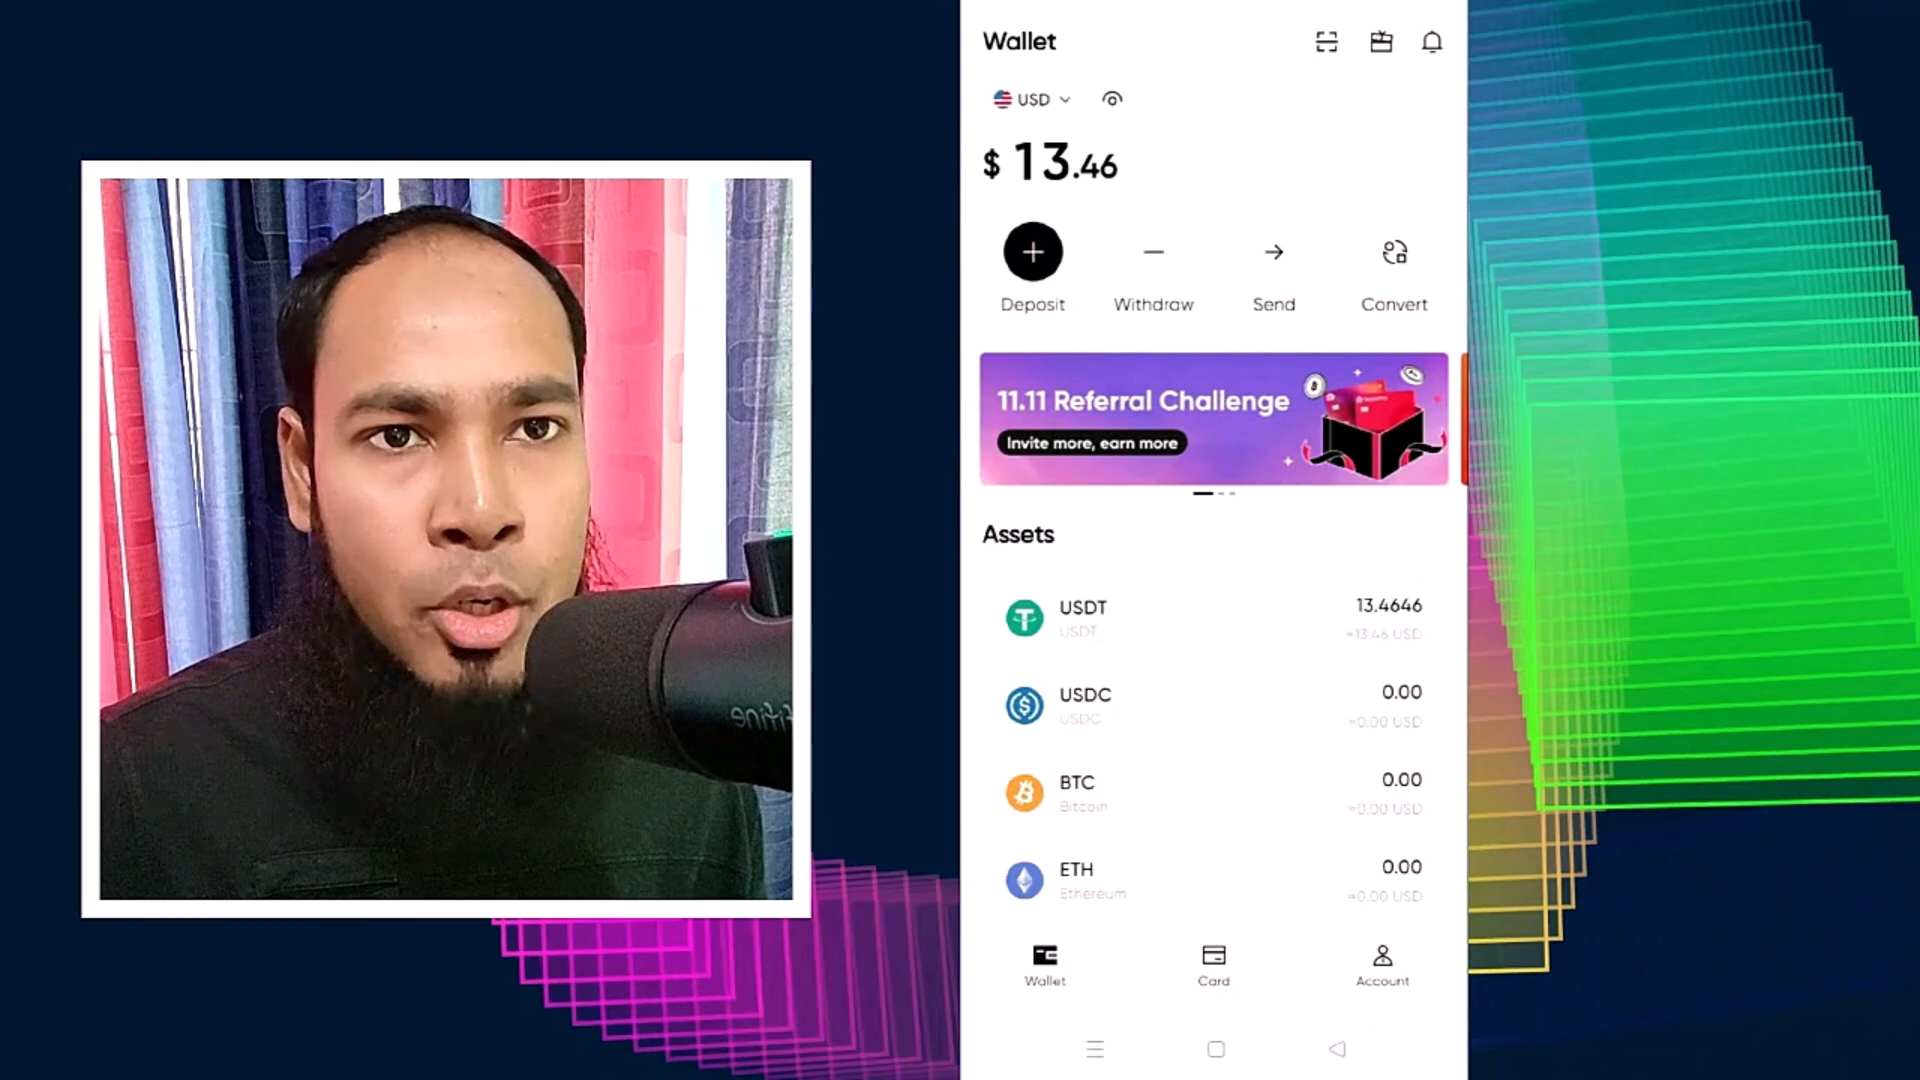 Wallet
USD
$ 13.46
Deposit
Withdraw
Send
Convert
11.11 Referral Challenge
Invite more, earn more
Assets
USDT
13.4646
USDT
≈13.46 USD
USDC
0.00
USDC
≈0.00 USD
BTC
0.00
Bitcoin
≈0.00 USD
ETH
0.00
Ethereum
≈0.00 USD
Wallet
Card
Account
fifine